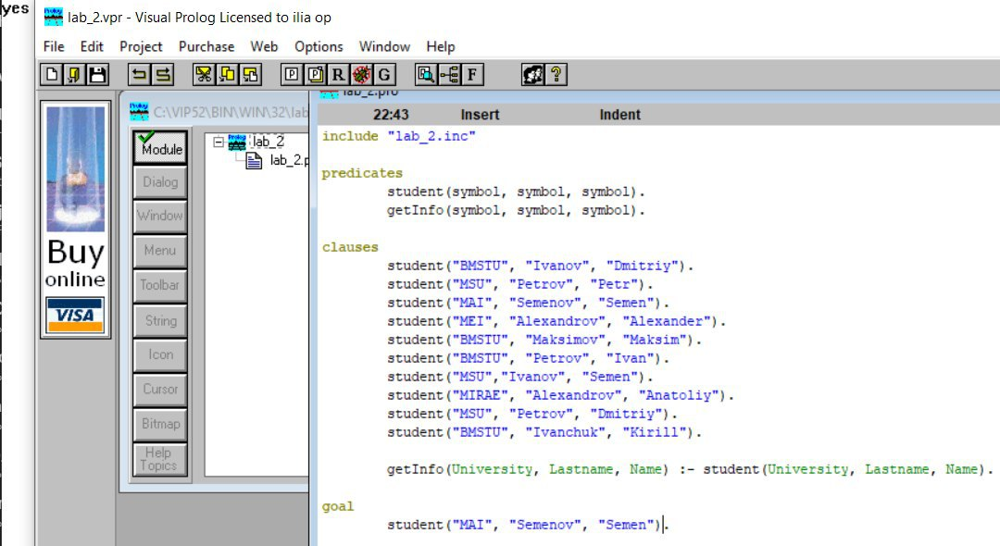 yes
lab_2.vpr - Visual Prolog Licensed to ilia op
File Edit Project Purchase Web Options Window Help
P R G F ?
C:\VIP52\BIN\WIN\32\lab
lab_2.pro
22:43 Insert Indent
Buy
online
VISA
Module
Dialog
Window
Menu
Toolbar
String
Icon
Cursor
Bitmap
Help
Topics
lab_2
lab_2.p
include "lab_2.inc"
predicates
student(symbol, symbol, symbol).
getInfo(symbol, symbol, symbol).
clauses
student("BMSTU", "Ivanov", "Dmitriy").
student("MSU", "Petrov", "Petr").
student("MAI", "Semenov", "Semen").
student("MEI", "Alexandrov", "Alexander").
student("BMSTU", "Maksimov", "Maksim").
student("BMSTU", "Petrov", "Ivan").
student("MSU","Ivanov", "Semen").
student("MIRAE", "Alexandrov", "Anatoliy").
student("MSU", "Petrov", "Dmitriy").
student("BMSTU", "Ivanchuk", "Kirill").
getInfo(University, Lastname, Name) :- student(University, Lastname, Name).
goal
student("MAI", "Semenov", "Semen").